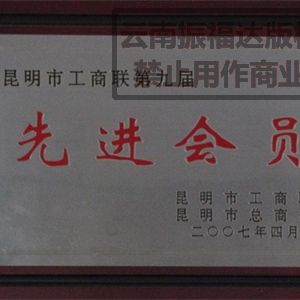 云南振福达版
禁止用作商业
昆明市工商联第九届
先进会员
昆明市工商
昆明市总商
二〇〇七年四月